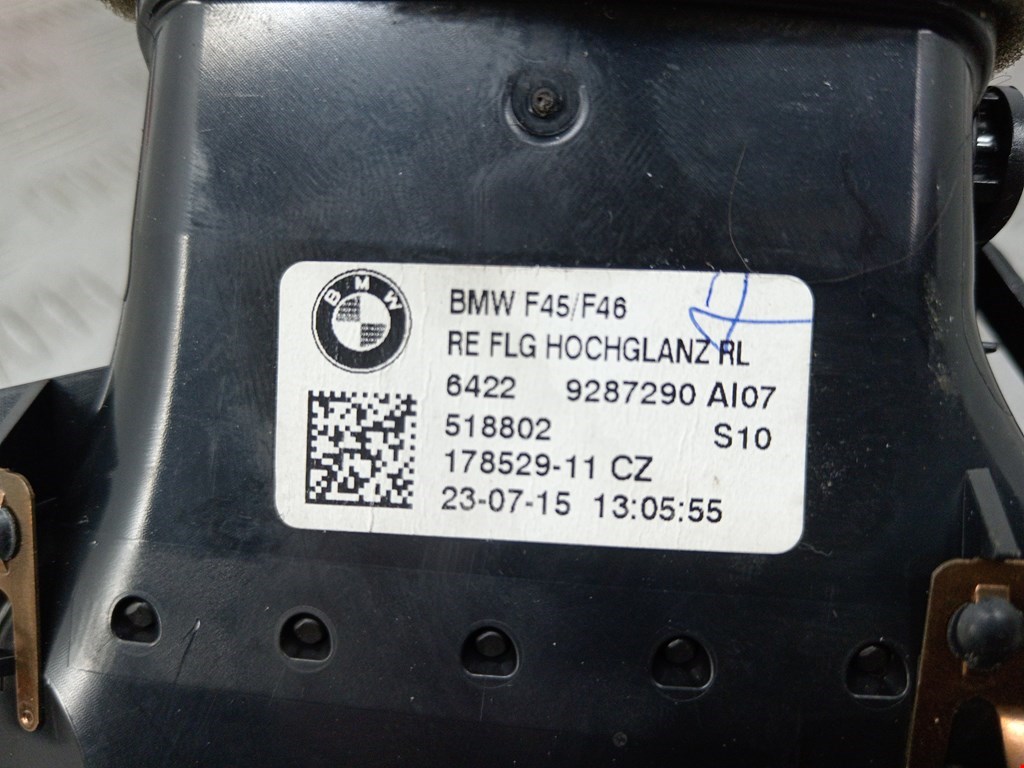 BMW
BMW F45/F46
RE FLG HOCHGLANZ RL
6422 9287290 AI07
518802 S10
178529-11 CZ
23-07-15 13:05:55